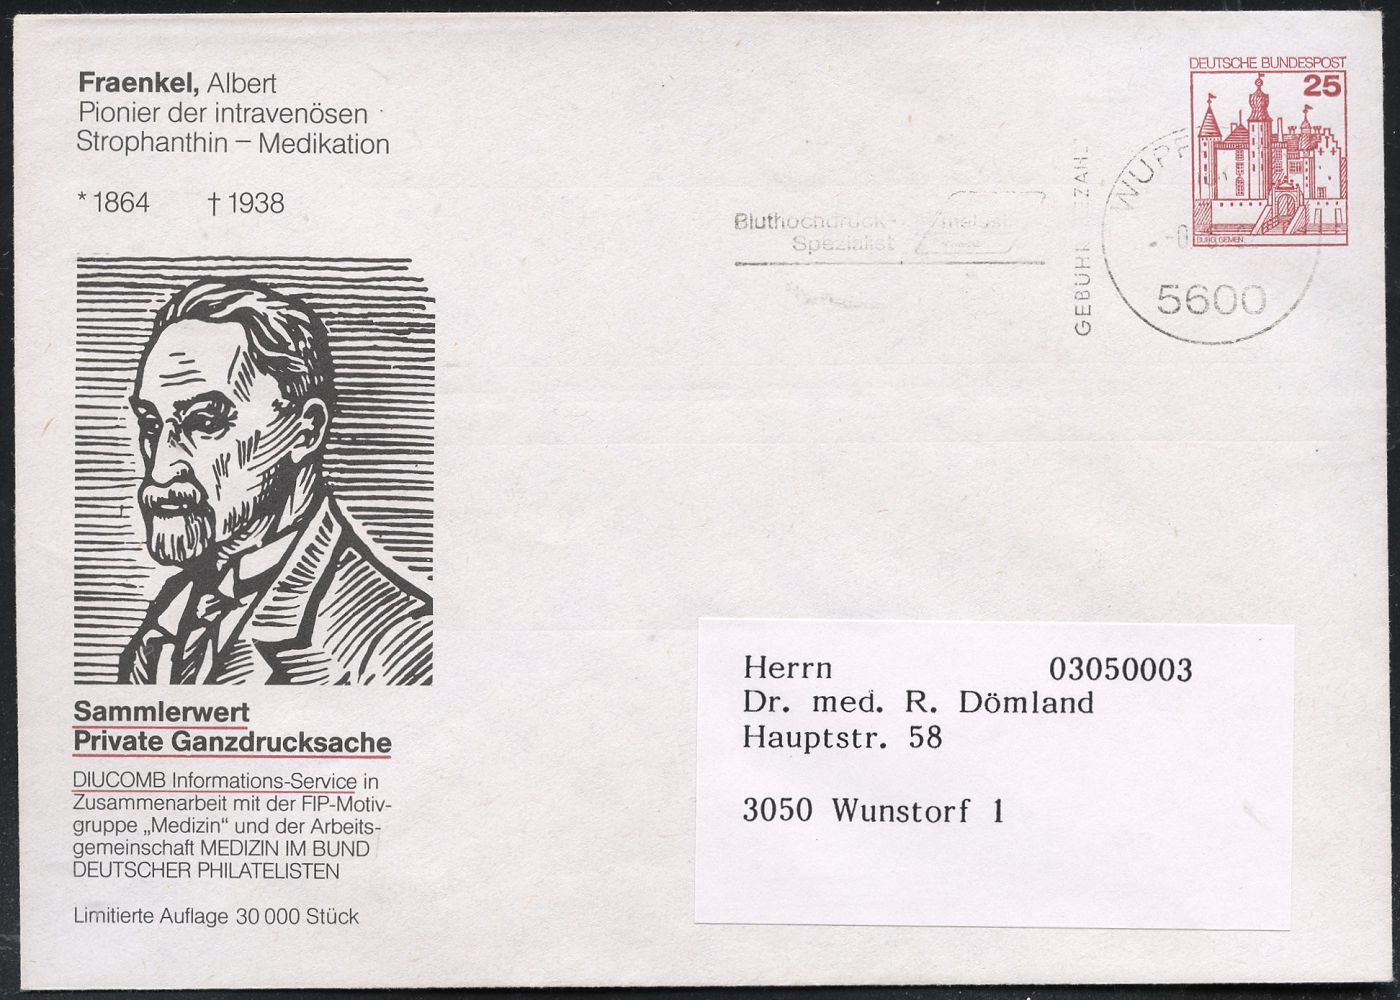 Fraenkel, Albert
Pionier der intravenösen
Strophanthin – Medikation
* 1864 † 1938
DEUTSCHE BUNDESPOST
25
BURG GEMEN
Bluthochdruck-
Spezialist
GEBÜHR
5600
Herrn 03050003
Dr. med. R. Dömland
Hauptstr. 58
3050 Wunstorf 1
Sammlerwert
Private Ganzdrucksache
DIUCOMB Informations-Service in
Zusammenarbeit mit der FIP-Motiv-
gruppe „Medizin“ und der Arbeits-
gemeinschaft MEDIZIN IM BUND
DEUTSCHER PHILATELISTEN
Limitierte Auflage 30 000 Stück